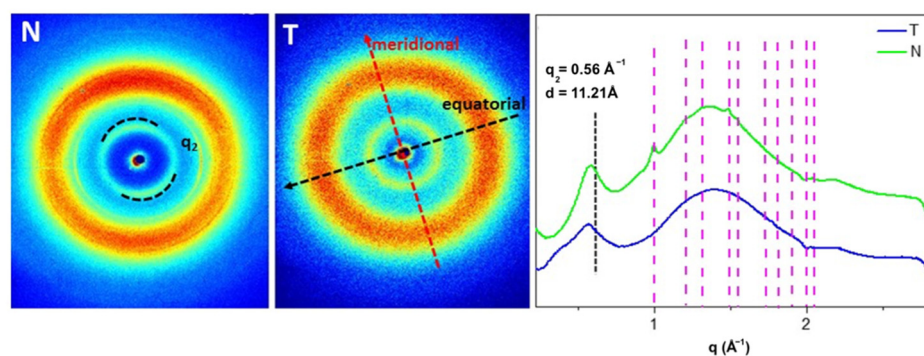 N
q2
T
meridional
equatorial
q2 = 0.56 Å⁻¹
d = 11.21Å
T
N
1
2
q (Å⁻¹)